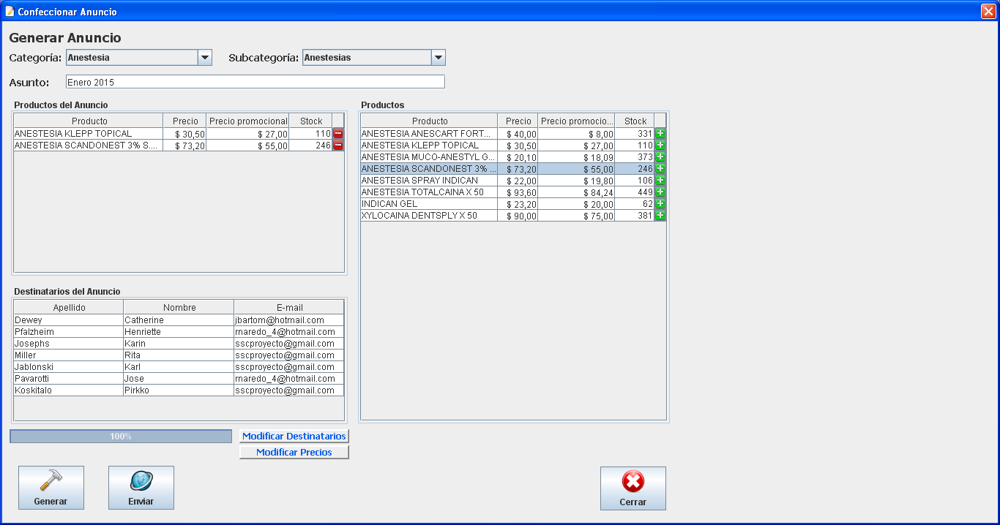 Confeccionar Anuncio
Generar Anuncio
Categoría: Anestesia Subcategoría: Anestesias
Asunto: Enero 2015
Productos del Anuncio
Producto Precio Precio promocional Stock
ANESTESIA KLEPP TOPICAL $ 30,50 $ 27,00 110
ANESTESIA SCANDONEST 3% S.... $ 73,20 $ 55,00 246
Productos
Producto Precio Precio promocio... Stock
ANESTESIA ANESCART FORT... $ 40,00 $ 8,00 331
ANESTESIA KLEPP TOPICAL $ 30,50 $ 27,00 110
ANESTESIA MUCO-ANESTYL G... $ 20,10 $ 18,09 373
ANESTESIA SCANDONEST 3% ... $ 73,20 $ 55,00 246
ANESTESIA SPRAY INDICAN $ 22,00 $ 19,80 106
ANESTESIA TOTALCAINA X 50 $ 93,60 $ 84,24 449
INDICAN GEL $ 23,20 $ 20,00 62
XYLOCAINA DENTSPLY X 50 $ 90,00 $ 75,00 381
Destinatarios del Anuncio
Apellido Nombre E-mail
Dewey Catherine jbartom@hotmail.com
Pfalzheim Henriette rnaredo_4@hotmail.com
Josephs Karin sscproyecto@gmail.com
Miller Rita sscproyecto@gmail.com
Jablonski Karl sscproyecto@gmail.com
Pavarotti Jose rnaredo_4@hotmail.com
Koskitalo Pirkko sscproyecto@gmail.com
100% Modificar Destinatarios
Modificar Precios
Generar Enviar Cerrar